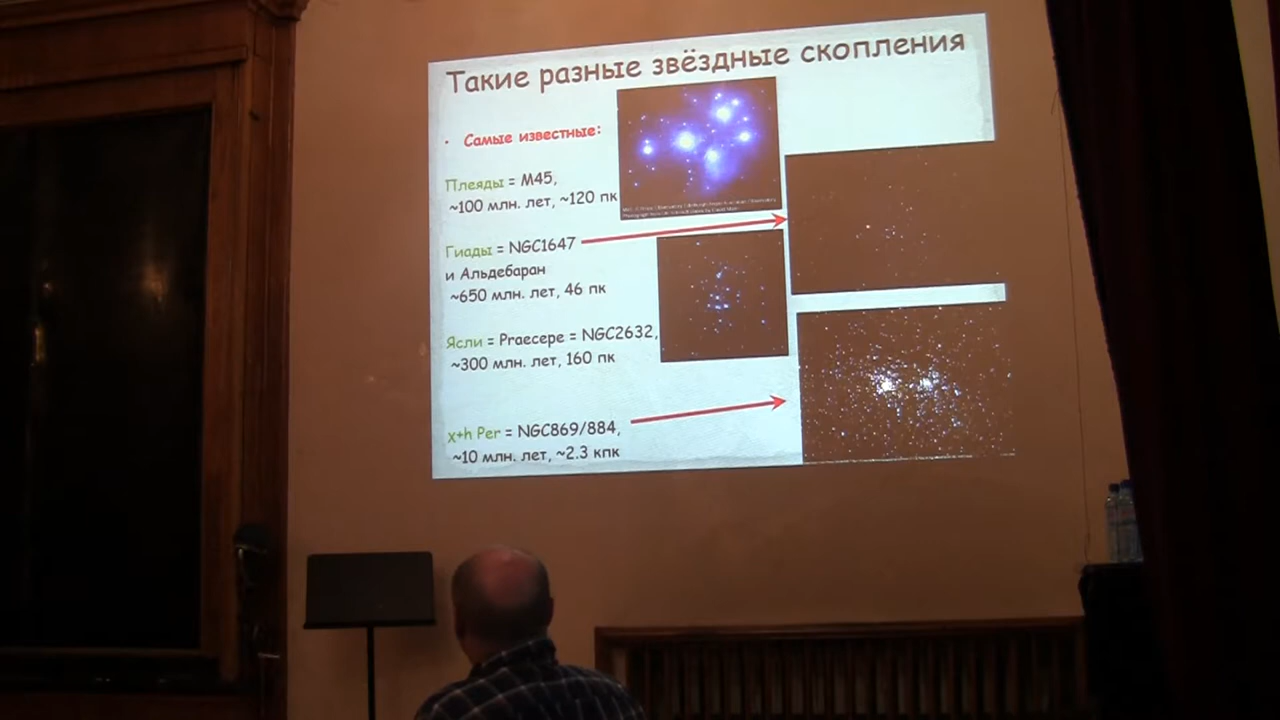 Такие разные звёздные скопления
• Самые известные:
Плеяды = M45,
~100 млн. лет, ~120 пк
Гиады = NGC1647
и Альдебаран
~650 млн. лет, 46 пк
Ясли = Praecepe = NGC2632,
~300 млн. лет, 160 пк
χ+h Per = NGC869/884,
~10 млн. лет, ~2.3 кпк